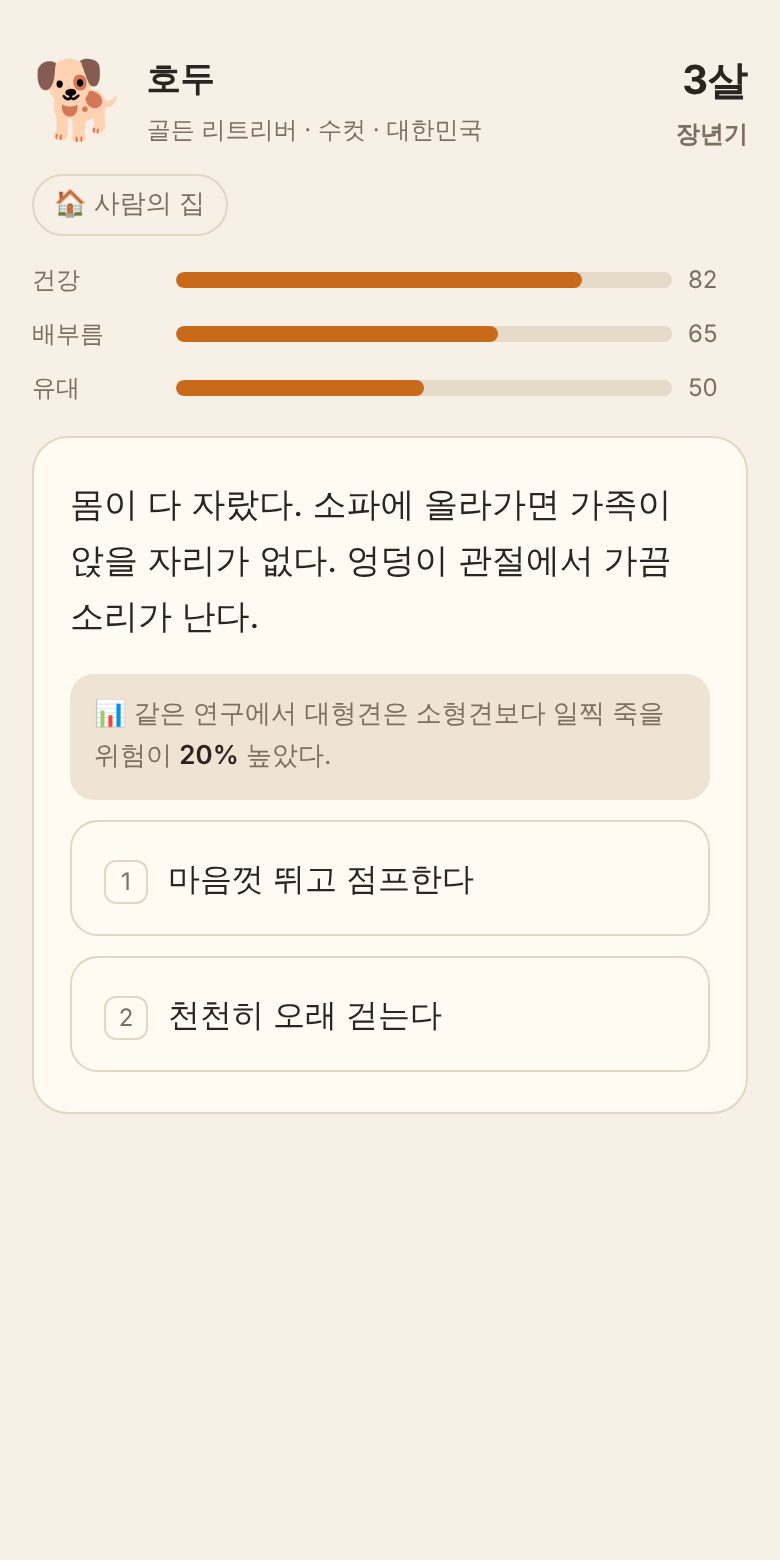 호두
골든 리트리버 · 수컷 · 대한민국
3살
장년기
사람의 집
건강 82
배부름 65
유대 50
몸이 다 자랐다. 소파에 올라가면 가족이
앉을 자리가 없다. 엉덩이 관절에서 가끔
소리가 난다.
같은 연구에서 대형견은 소형견보다 일찍 죽을
위험이 20% 높았다.
1 마음껏 뛰고 점프한다
2 천천히 오래 걷는다